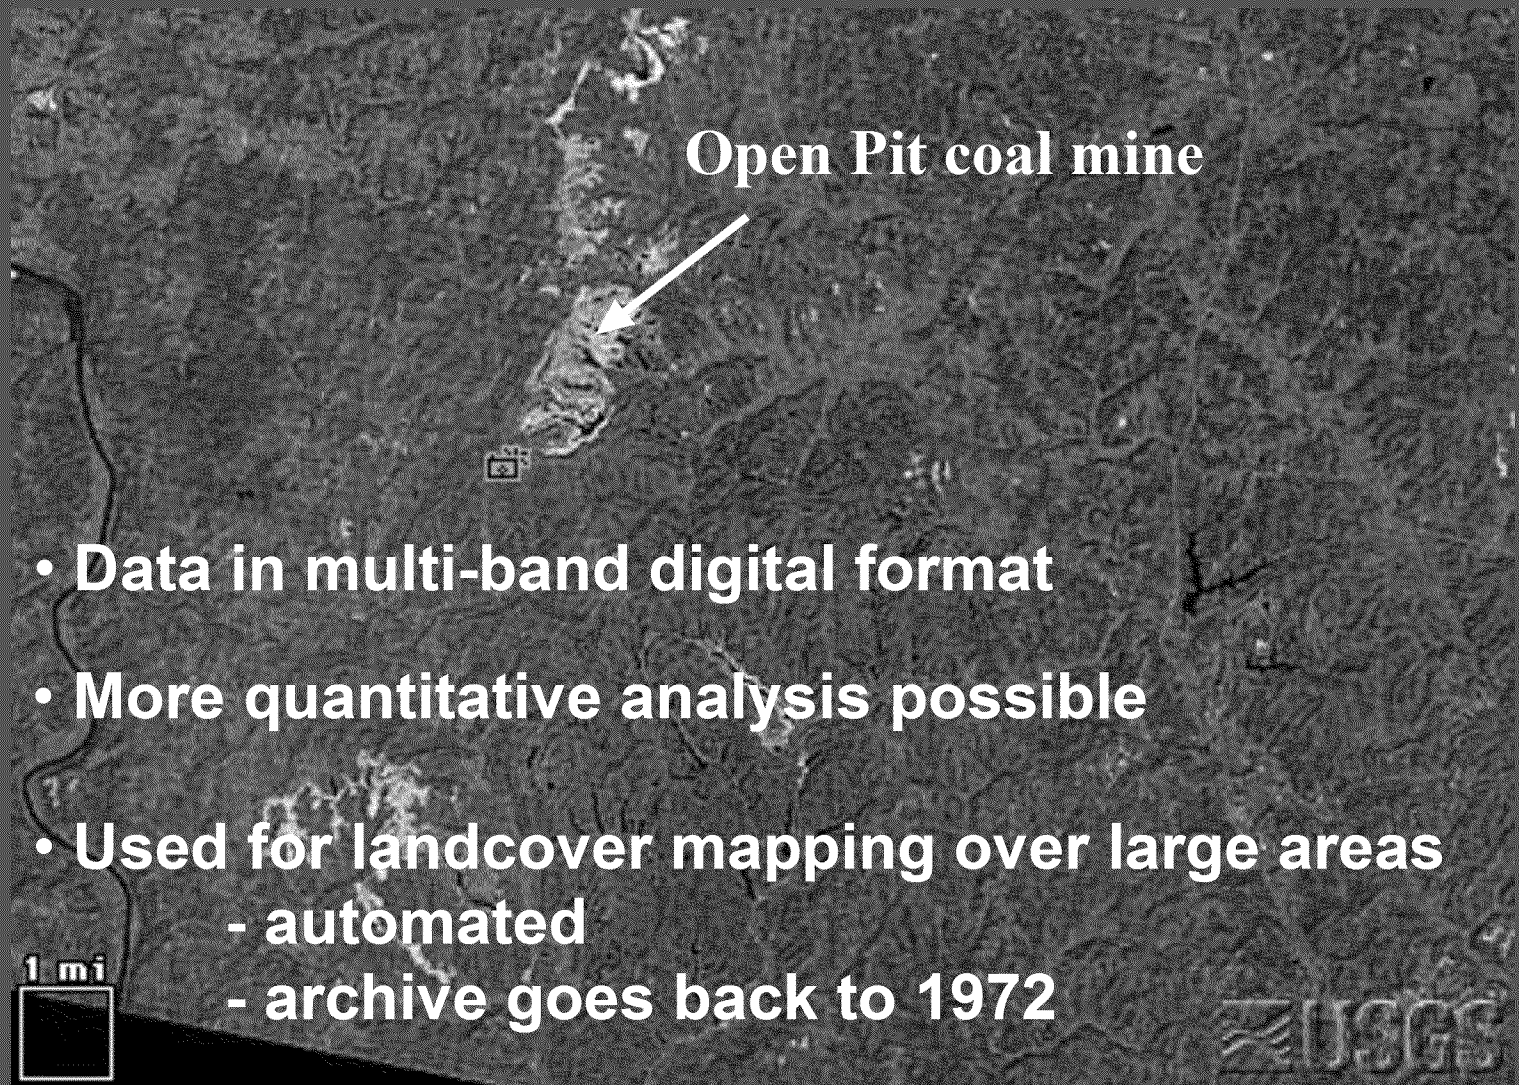 Open Pit coal mine
• Data in multi-band digital format
• More quantitative analysis possible
• Used for landcover mapping over large areas
- automated
- archive goes back to 1972
1 mi
USGS